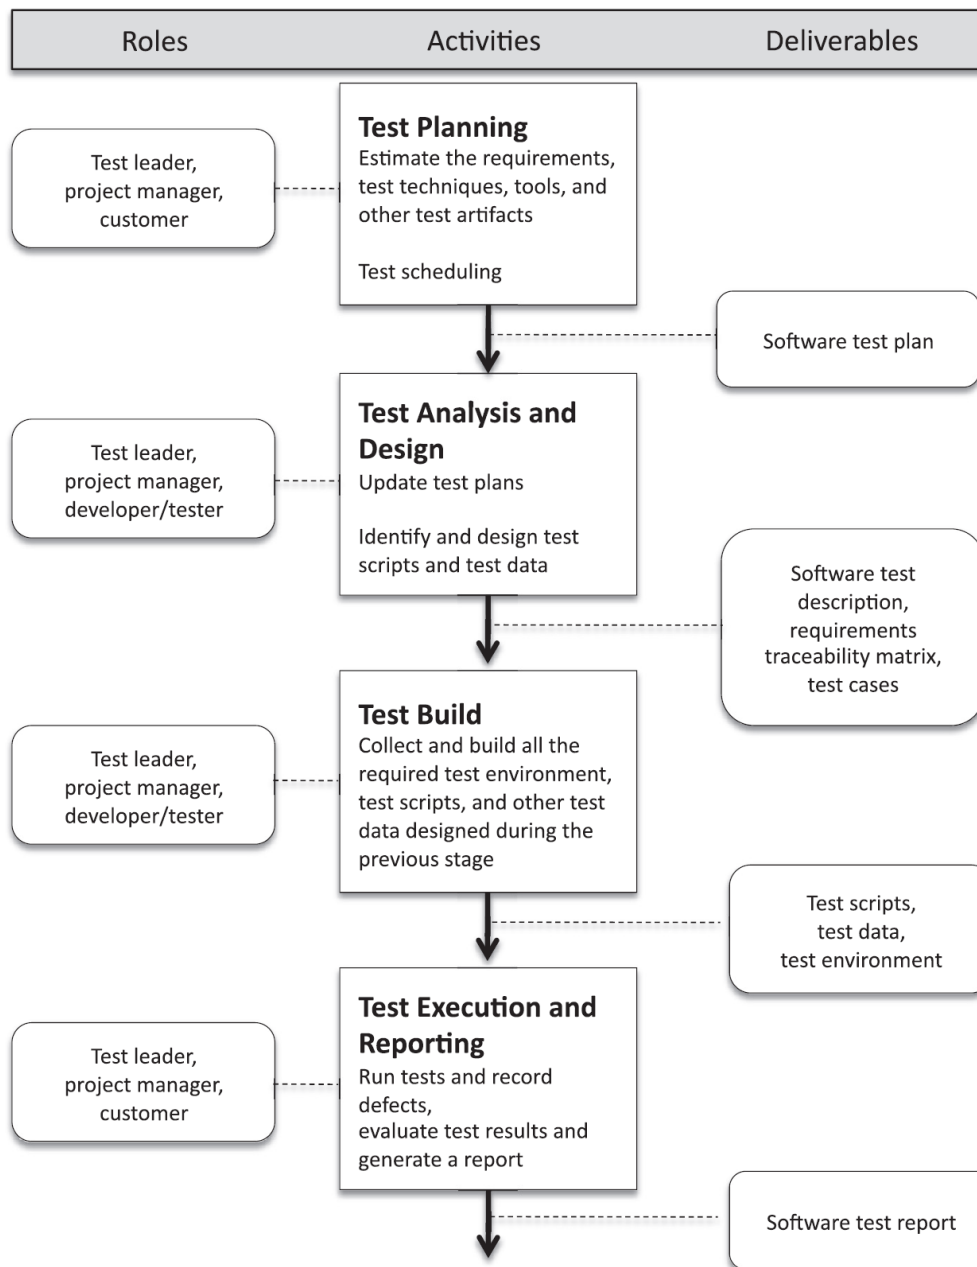 Roles Activities Deliverables
Test Planning
Estimate the requirements,
test techniques, tools, and
other test artifacts
Test scheduling
Test leader,
project manager,
customer
Software test plan
Test Analysis and
Design
Update test plans
Identify and design test
scripts and test data
Test leader,
project manager,
developer/tester
Software test
description,
requirements
traceability matrix,
test cases
Test Build
Collect and build all the
required test environment,
test scripts, and other test
data designed during the
previous stage
Test leader,
project manager,
developer/tester
Test scripts,
test data,
test environment
Test Execution and
Reporting
Run tests and record
defects,
evaluate test results and
generate a report
Test leader,
project manager,
customer
Software test report